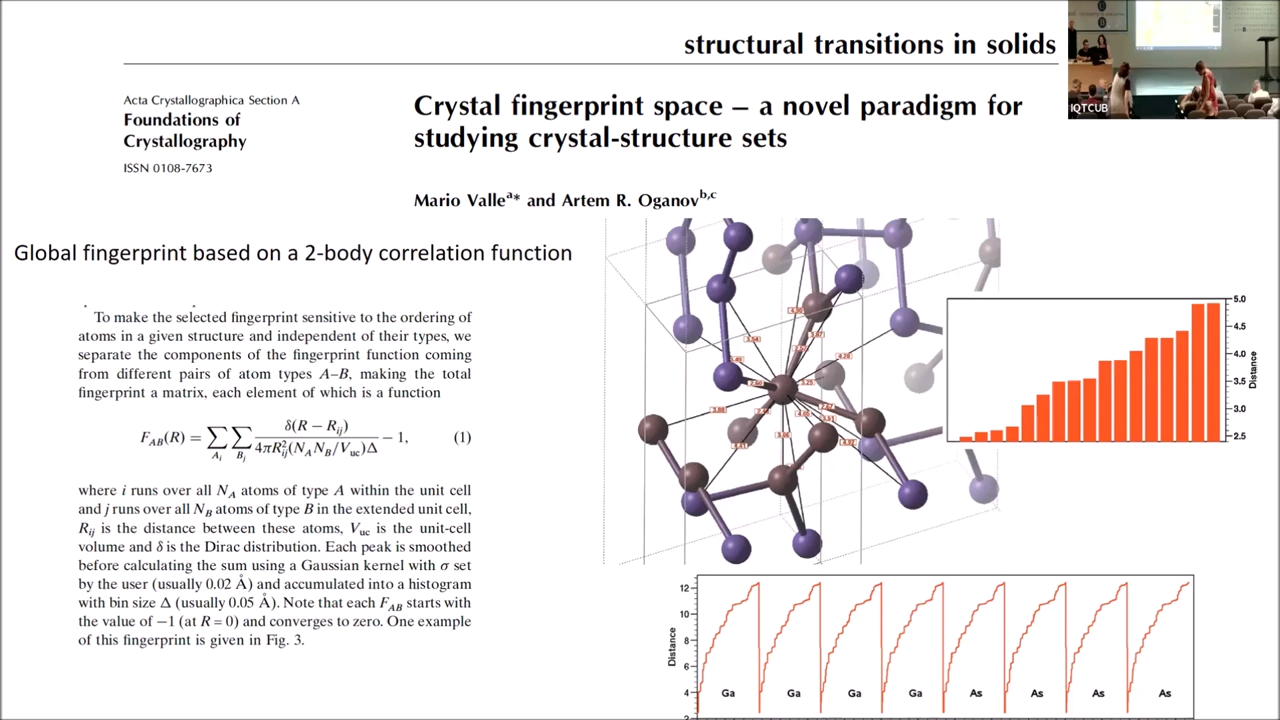 structural transitions in solids
Acta Crystallographica Section A
Foundations of
Crystallography
ISSN 0108-7673
Crystal fingerprint space – a novel paradigm for
studying crystal-structure sets
Mario Valleᵃ* and Artem R. Oganovᵇ,ᶜ
IQTCUB
Global fingerprint based on a 2-body correlation function
To make the selected fingerprint sensitive to the ordering of
atoms in a given structure and independent of their types, we
separate the components of the fingerprint function coming
from different pairs of atom types A–B, making the total
fingerprint a matrix, each element of which is a function
F_AB(R) = ∑_{A_i} ∑_{B_j} δ(R − R_ij) / (4πR²_ij(N_A N_B/V_uc)Δ) − 1, (1)
where i runs over all N_A atoms of type A within the unit cell
and j runs over all N_B atoms of type B in the extended unit cell,
R_ij is the distance between these atoms, V_uc is the unit-cell
volume and δ is the Dirac distribution. Each peak is smoothed
before calculating the sum using a Gaussian kernel with σ set
by the user (usually 0.02 Å) and accumulated into a histogram
with bin size Δ (usually 0.05 Å). Note that each F_AB starts with
the value of −1 (at R = 0) and converges to zero. One example
of this fingerprint is given in Fig. 3.
5.0
4.5
4.0
3.5
3.0
2.5
Distance
12
10
8
6
4
2
Distance
Ga Ga Ga Ga As As As As